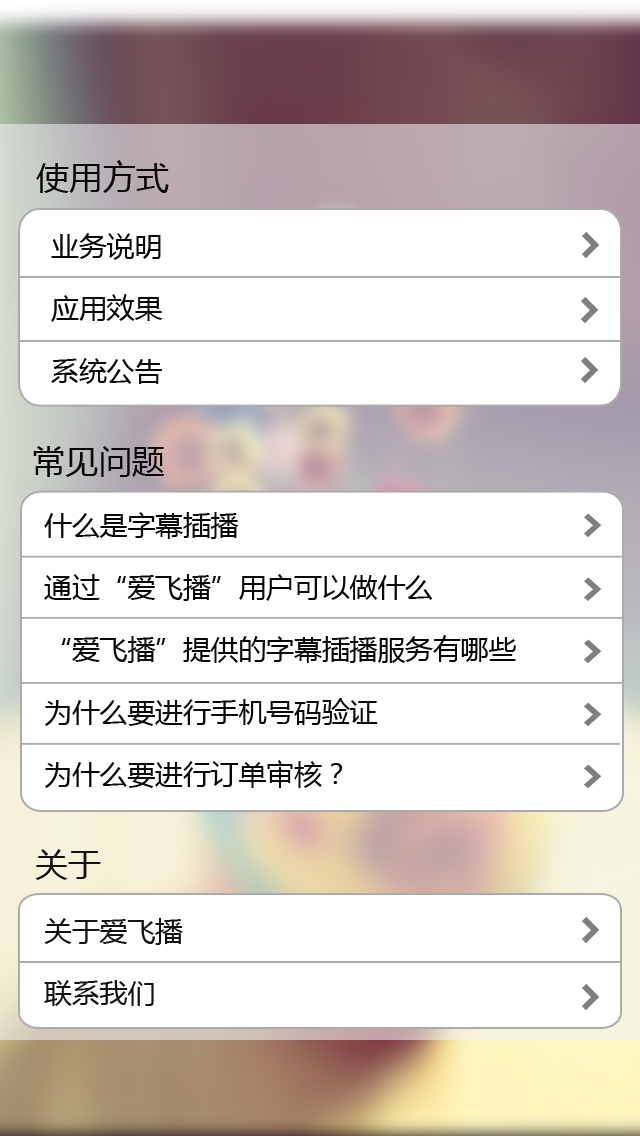 使用方式
业务说明
应用效果
系统公告
常见问题
什么是字幕插播
通过“爱飞播”用户可以做什么
“爱飞播”提供的字幕插播服务有哪些
为什么要进行手机号码验证
为什么要进行订单审核？
关于
关于爱飞播
联系我们